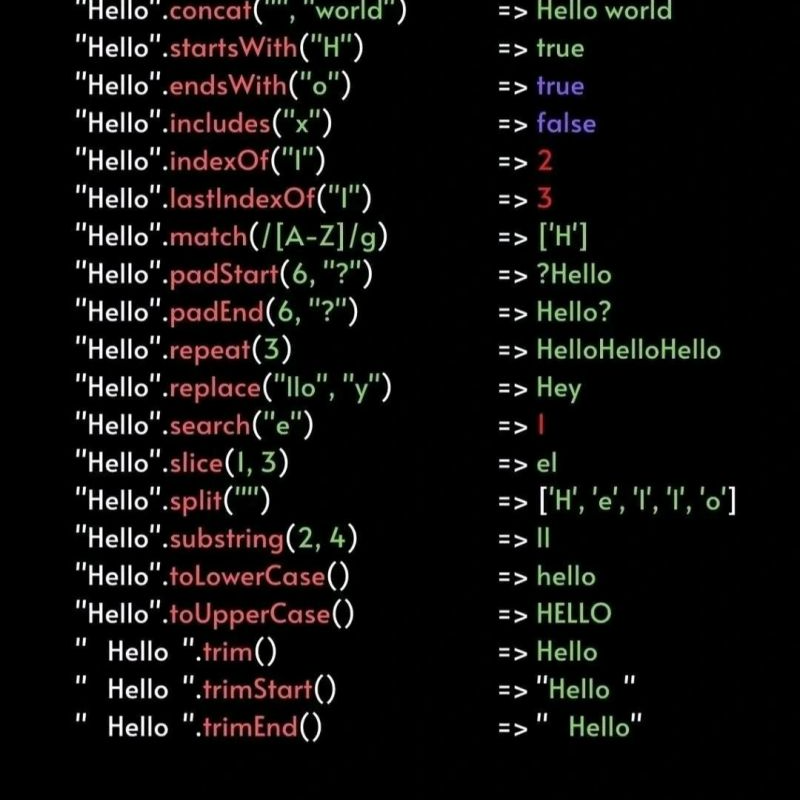 "Hello".concat("", "world") => Hello world
"Hello".startsWith("H") => true
"Hello".endsWith("o") => true
"Hello".includes("x") => false
"Hello".indexOf("l") => 2
"Hello".lastIndexOf("l") => 3
"Hello".match(/[A-Z]/g) => ['H']
"Hello".padStart(6, "?") => ?Hello
"Hello".padEnd(6, "?") => Hello?
"Hello".repeat(3) => HelloHelloHello
"Hello".replace("llo", "y") => Hey
"Hello".search("e") => 1
"Hello".slice(1, 3) => el
"Hello".split("") => ['H', 'e', 'l', 'l', 'o']
"Hello".substring(2, 4) => ll
"Hello".toLowerCase() => hello
"Hello".toUpperCase() => HELLO
"  Hello  ".trim() => Hello
"  Hello  ".trimStart() => "Hello  "
"  Hello  ".trimEnd() => "  Hello"